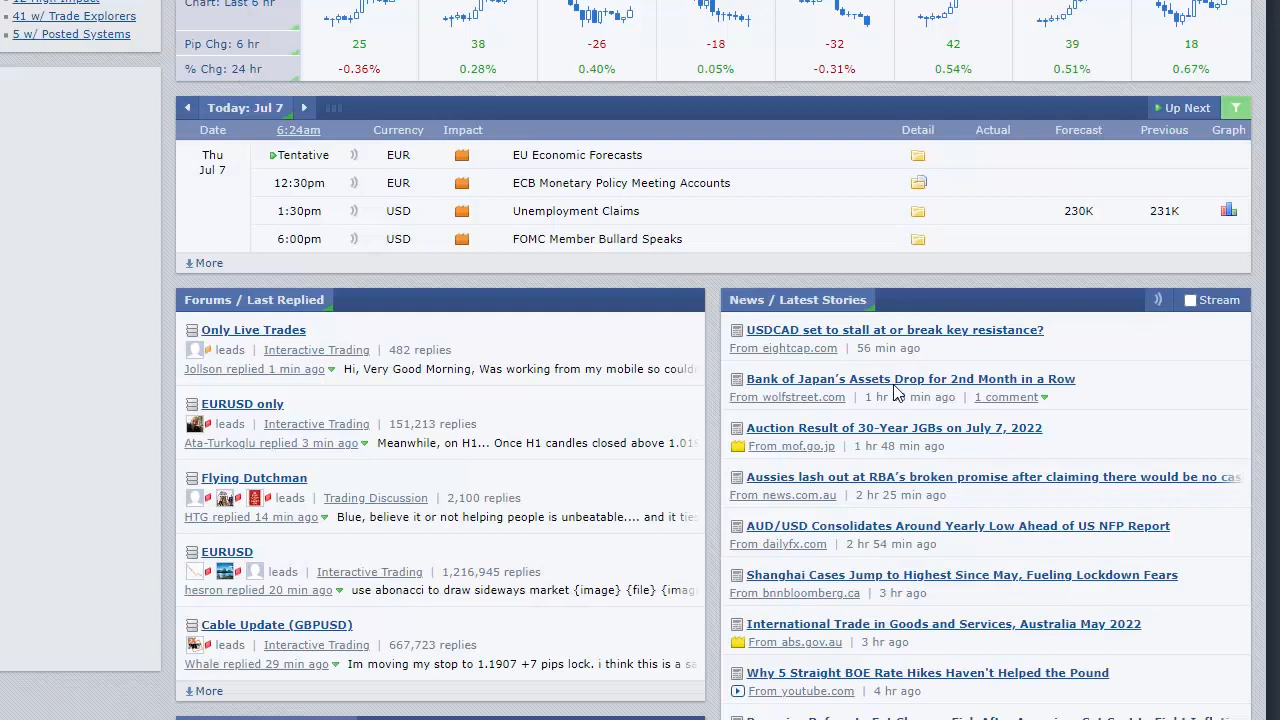 41 w/ Trade Explorers
5 w/ Posted Systems
Chart: Last 6 hr
Pip Chg: 6 hr 25 38 -26 -18 -32 42 39 18
% Chg: 24 hr -0.36% 0.28% 0.40% 0.05% -0.31% 0.54% 0.51% 0.67%
Today: Jul 7 Up Next
Date 6:24am Currency Impact Detail Actual Forecast Previous Graph
Thu Jul 7 Tentative EUR EU Economic Forecasts
12:30pm EUR ECB Monetary Policy Meeting Accounts
1:30pm USD Unemployment Claims 230K 231K
6:00pm USD FOMC Member Bullard Speaks
More
Forums / Last Replied
Only Live Trades
leads | Interactive Trading | 482 replies
Jollson replied 1 min ago Hi, Very Good Morning, Was working from my mobile so could
EURUSD only
leads | Interactive Trading | 151,213 replies
Ata-Turkoglu replied 3 min ago Meanwhile, on H1... Once H1 candles closed above 1.01
Flying Dutchman
leads | Trading Discussion | 2,100 replies
HTG replied 14 min ago Blue, believe it or not helping people is unbeatable.... and it ties
EURUSD
leads | Interactive Trading | 1,216,945 replies
hesron replied 20 min ago use abonacci to draw sideways market {image} {file} {imag
Cable Update (GBPUSD)
leads | Interactive Trading | 667,723 replies
Whale replied 29 min ago Im moving my stop to 1.1907 +7 pips lock. i think this is a sa
More
News / Latest Stories Stream
USDCAD set to stall at or break key resistance?
From eightcap.com | 56 min ago
Bank of Japan’s Assets Drop for 2nd Month in a Row
From wolfstreet.com | 1 hr min ago | 1 comment
Auction Result of 30-Year JGBs on July 7, 2022
From mof.go.jp | 1 hr 48 min ago
Aussies lash out at RBA’s broken promise after claiming there would be no cas
From news.com.au | 2 hr 25 min ago
AUD/USD Consolidates Around Yearly Low Ahead of US NFP Report
From dailyfx.com | 2 hr 54 min ago
Shanghai Cases Jump to Highest Since May, Fueling Lockdown Fears
From bnnbloomberg.ca | 3 hr ago
International Trade in Goods and Services, Australia May 2022
From abs.gov.au | 3 hr ago
Why 5 Straight BOE Rate Hikes Haven't Helped the Pound
From youtube.com | 4 hr ago